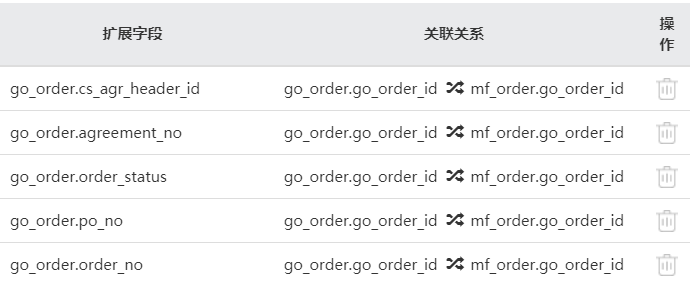 扩展字段 关联关系 操作
go_order.cs_agr_header_id go_order.go_order_id mf_order.go_order_id
go_order.agreement_no go_order.go_order_id mf_order.go_order_id
go_order.order_status go_order.go_order_id mf_order.go_order_id
go_order.po_no go_order.go_order_id mf_order.go_order_id
go_order.order_no go_order.go_order_id mf_order.go_order_id